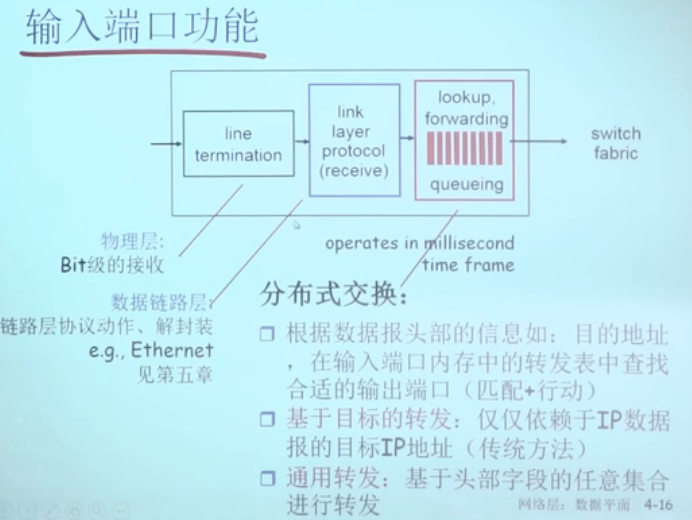 输入端口功能
line
termination
link
layer
protocol
(receive)
lookup,
forwarding
queueing
switch
fabric
物理层:
Bit级的接收
数据链路层:
链路层协议动作、解封装
e.g., Ethernet
见第五章
operates in millisecond
time frame
分布式交换:
根据数据报头部的信息如: 目的地址
, 在输入端口内存中的转发表中查找
合适的输出端口 (匹配+行动)
基于目标的转发: 仅仅依赖于IP数据
报的目标IP地址 (传统方法)
通用转发: 基于头部字段的任意集合
进行转发
网络层: 数据平面 4-16